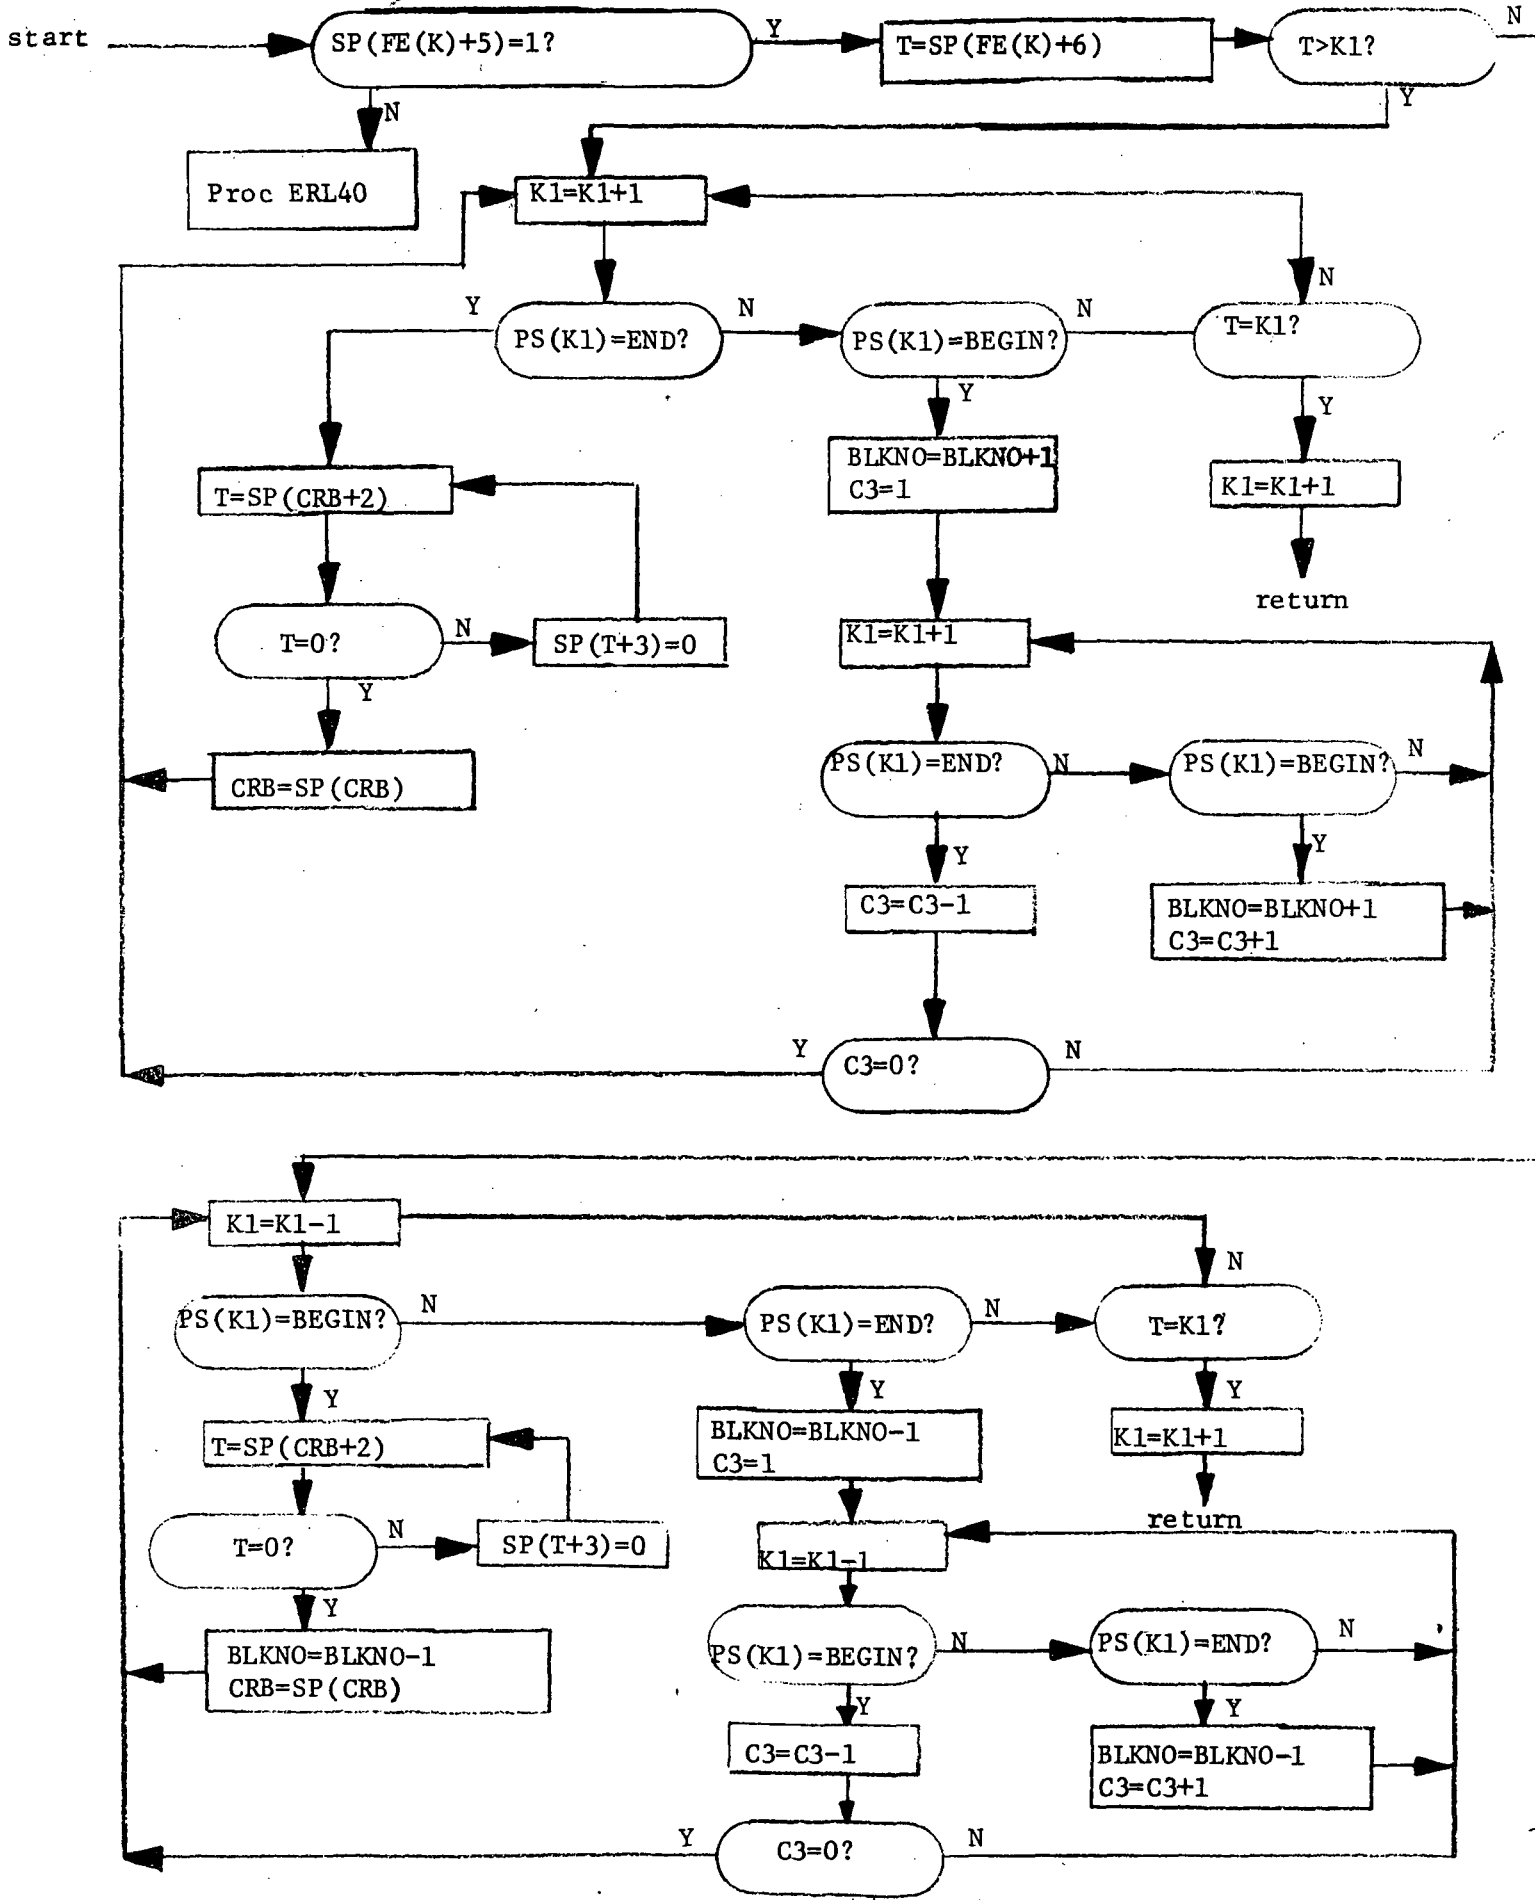 start
SP(FE(K)+5)=1?
Y
T=SP(FE(K)+6)
T>K1?
N
N
Y
Proc ERL40
K1=K1+1
N
Y
PS(K1)=END?
N
PS(K1)=BEGIN?
N
T=K1?
Y
Y
BLKNO=BLKNO+1
C3=1
K1=K1+1
T=SP(CRB+2)
return
T=0?
N
SP(T+3)=0
K1=K1+1
Y
CRB=SP(CRB)
PS(K1)=END?
N
PS(K1)=BEGIN?
N
Y
Y
C3=C3-1
BLKNO=BLKNO+1
C3=C3+1
Y
C3=0?
N
K1=K1-1
N
PS(K1)=BEGIN?
N
PS(K1)=END?
N
T=K1?
Y
Y
Y
T=SP(CRB+2)
BLKNO=BLKNO-1
C3=1
K1=K1+1
return
T=0?
N
SP(T+3)=0
K1=K1-1
Y
BLKNO=BLKNO-1
CRB=SP(CRB)
PS(K1)=BEGIN?
N
PS(K1)=END?
N
Y
Y
C3=C3-1
BLKNO=BLKNO-1
C3=C3+1
Y
C3=0?
N